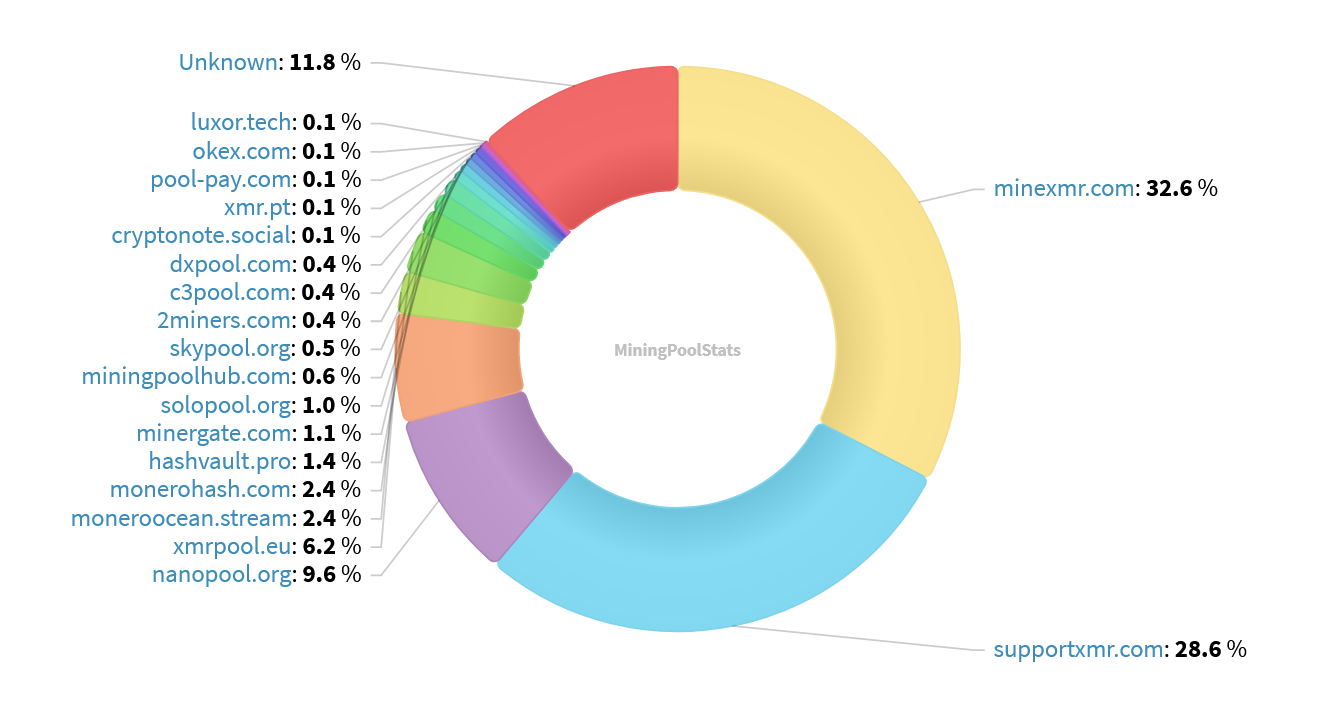 Unknown: 11.8 %
luxor.tech: 0.1 %
okex.com: 0.1 %
pool-pay.com: 0.1 %
xmr.pt: 0.1 %
cryptonote.social: 0.1 %
dxpool.com: 0.4 %
c3pool.com: 0.4 %
2miners.com: 0.4 %
skypool.org: 0.5 %
miningpoolhub.com: 0.6 %
solopool.org: 1.0 %
minergate.com: 1.1 %
hashvault.pro: 1.4 %
monerohash.com: 2.4 %
moneroocean.stream: 2.4 %
xmrpool.eu: 6.2 %
nanopool.org: 9.6 %
MiningPoolStats
minexmr.com: 32.6 %
supportxmr.com: 28.6 %